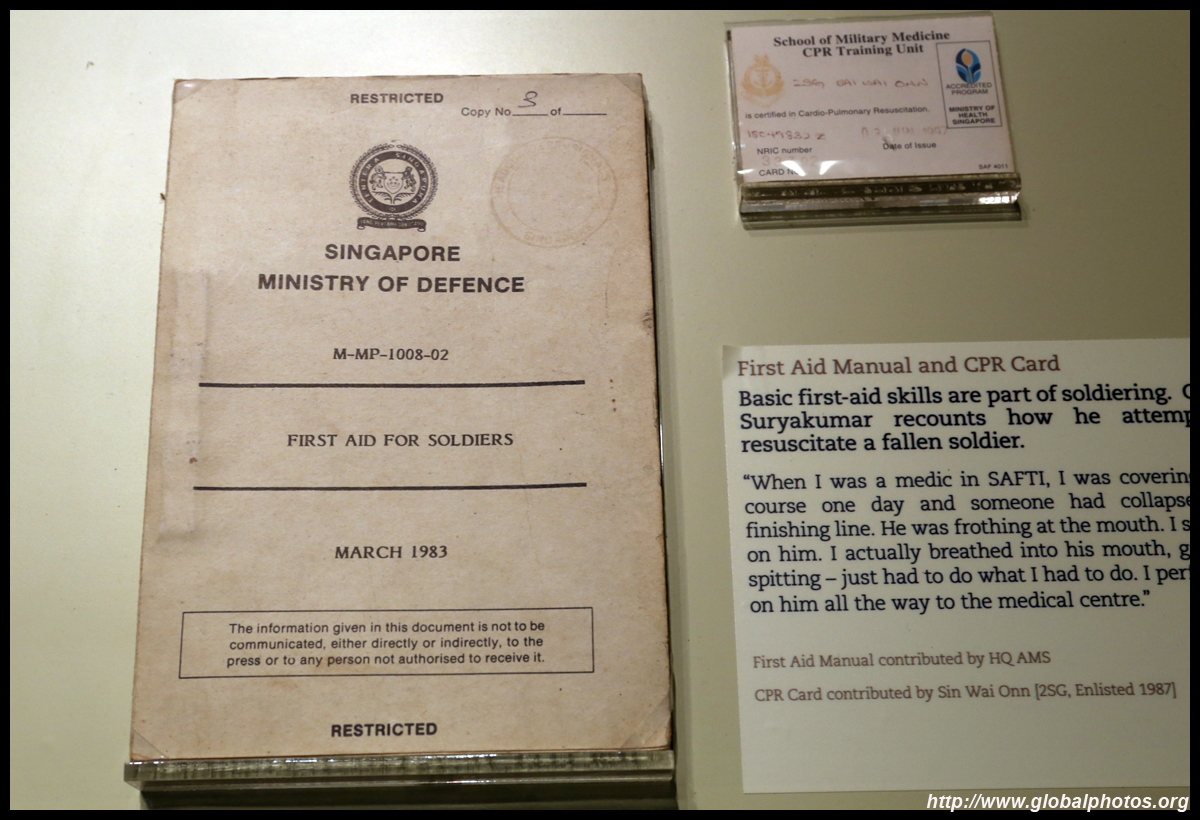 RESTRICTED
Copy No 3 of
SINGAPORE
MINISTRY OF DEFENCE
M-MP-1008-02
FIRST AID FOR SOLDIERS
MARCH 1983
The information given in this document is not to be
communicated, either directly or indirectly, to the
press or to any person not authorised to receive it.
RESTRICTED
School of Military Medicine
CPR Training Unit
is certified in Cardio-Pulmonary Resuscitation.
NRIC number
Date of Issue
CARD
SAF 4011
ACCREDITED
PROGRAM
MINISTRY OF
HEALTH
SINGAPORE
First Aid Manual and CPR Card
Basic first-aid skills are part of soldiering.
Suryakumar recounts how he attemp
resuscitate a fallen soldier.
“When I was a medic in SAFTI, I was covering
course one day and someone had collapse
finishing line. He was frothing at the mouth. I s
on him. I actually breathed into his mouth, g
spitting – just had to do what I had to do. I per
on him all the way to the medical centre.”
First Aid Manual contributed by HQ AMS
CPR Card contributed by Sin Wai Onn [2SG, Enlisted 1987]
http://www.globalphotos.org